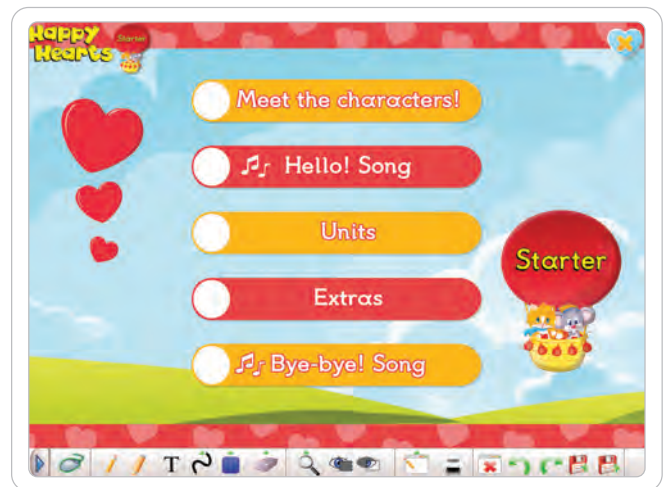 Happy
Hearts
Starter
Meet the characters!
Hello! Song
Units
Starter
Extras
Bye-bye! Song
T